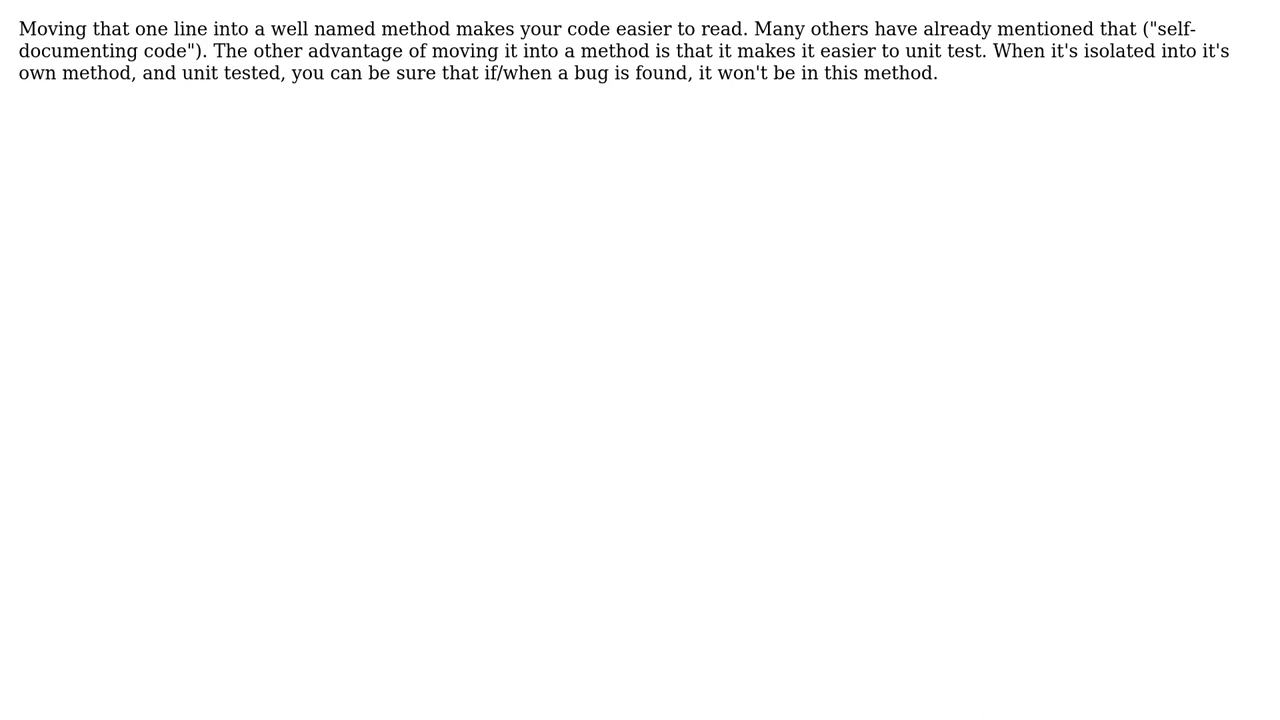 Moving that one line into a well named method makes your code easier to read. Many others have already mentioned that ("self-
documenting code"). The other advantage of moving it into a method is that it makes it easier to unit test. When it's isolated into it's
own method, and unit tested, you can be sure that if/when a bug is found, it won't be in this method.